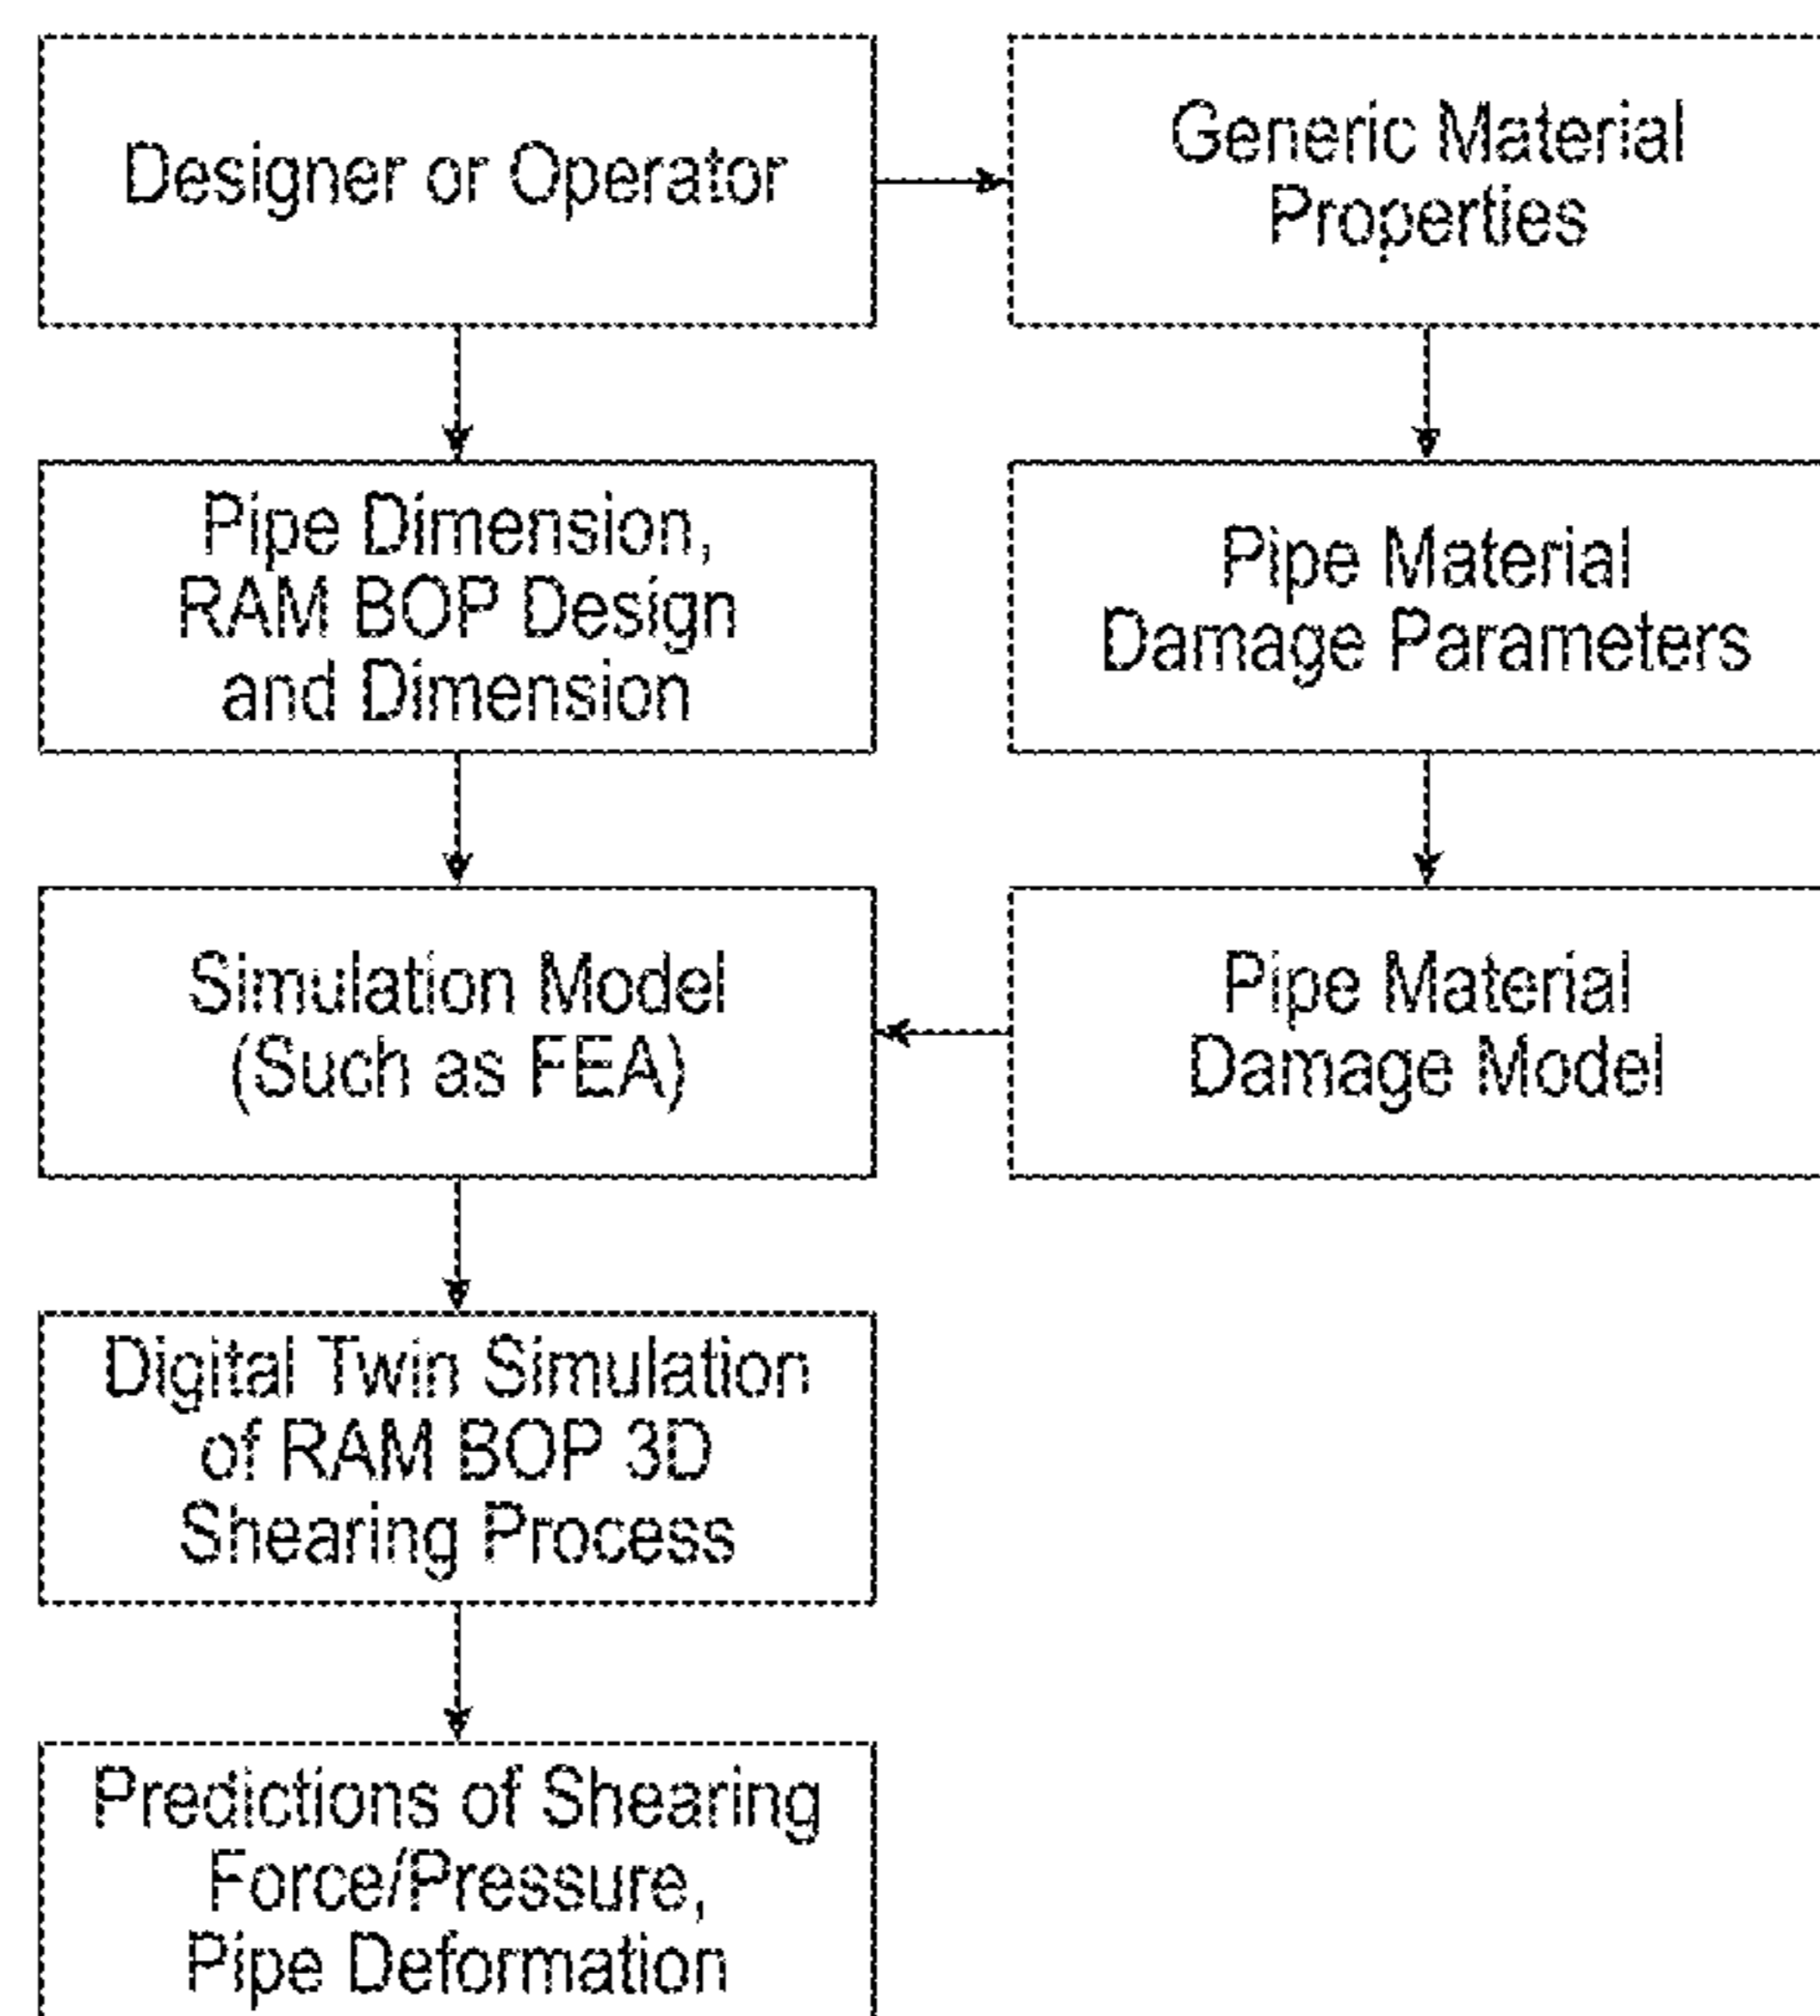 Designer or Operator
Generic Material
Properties
Pipe Dimension,
RAM BOP Design
and Dimension
Pipe Material
Damage Parameters
Simulation Model
(Such as FEA)
Pipe Material
Damage Model
Digital Twin Simulation
of RAM BOP 3D
Shearing Process
Predictions of Shearing
Force/Pressure,
Pipe Deformation